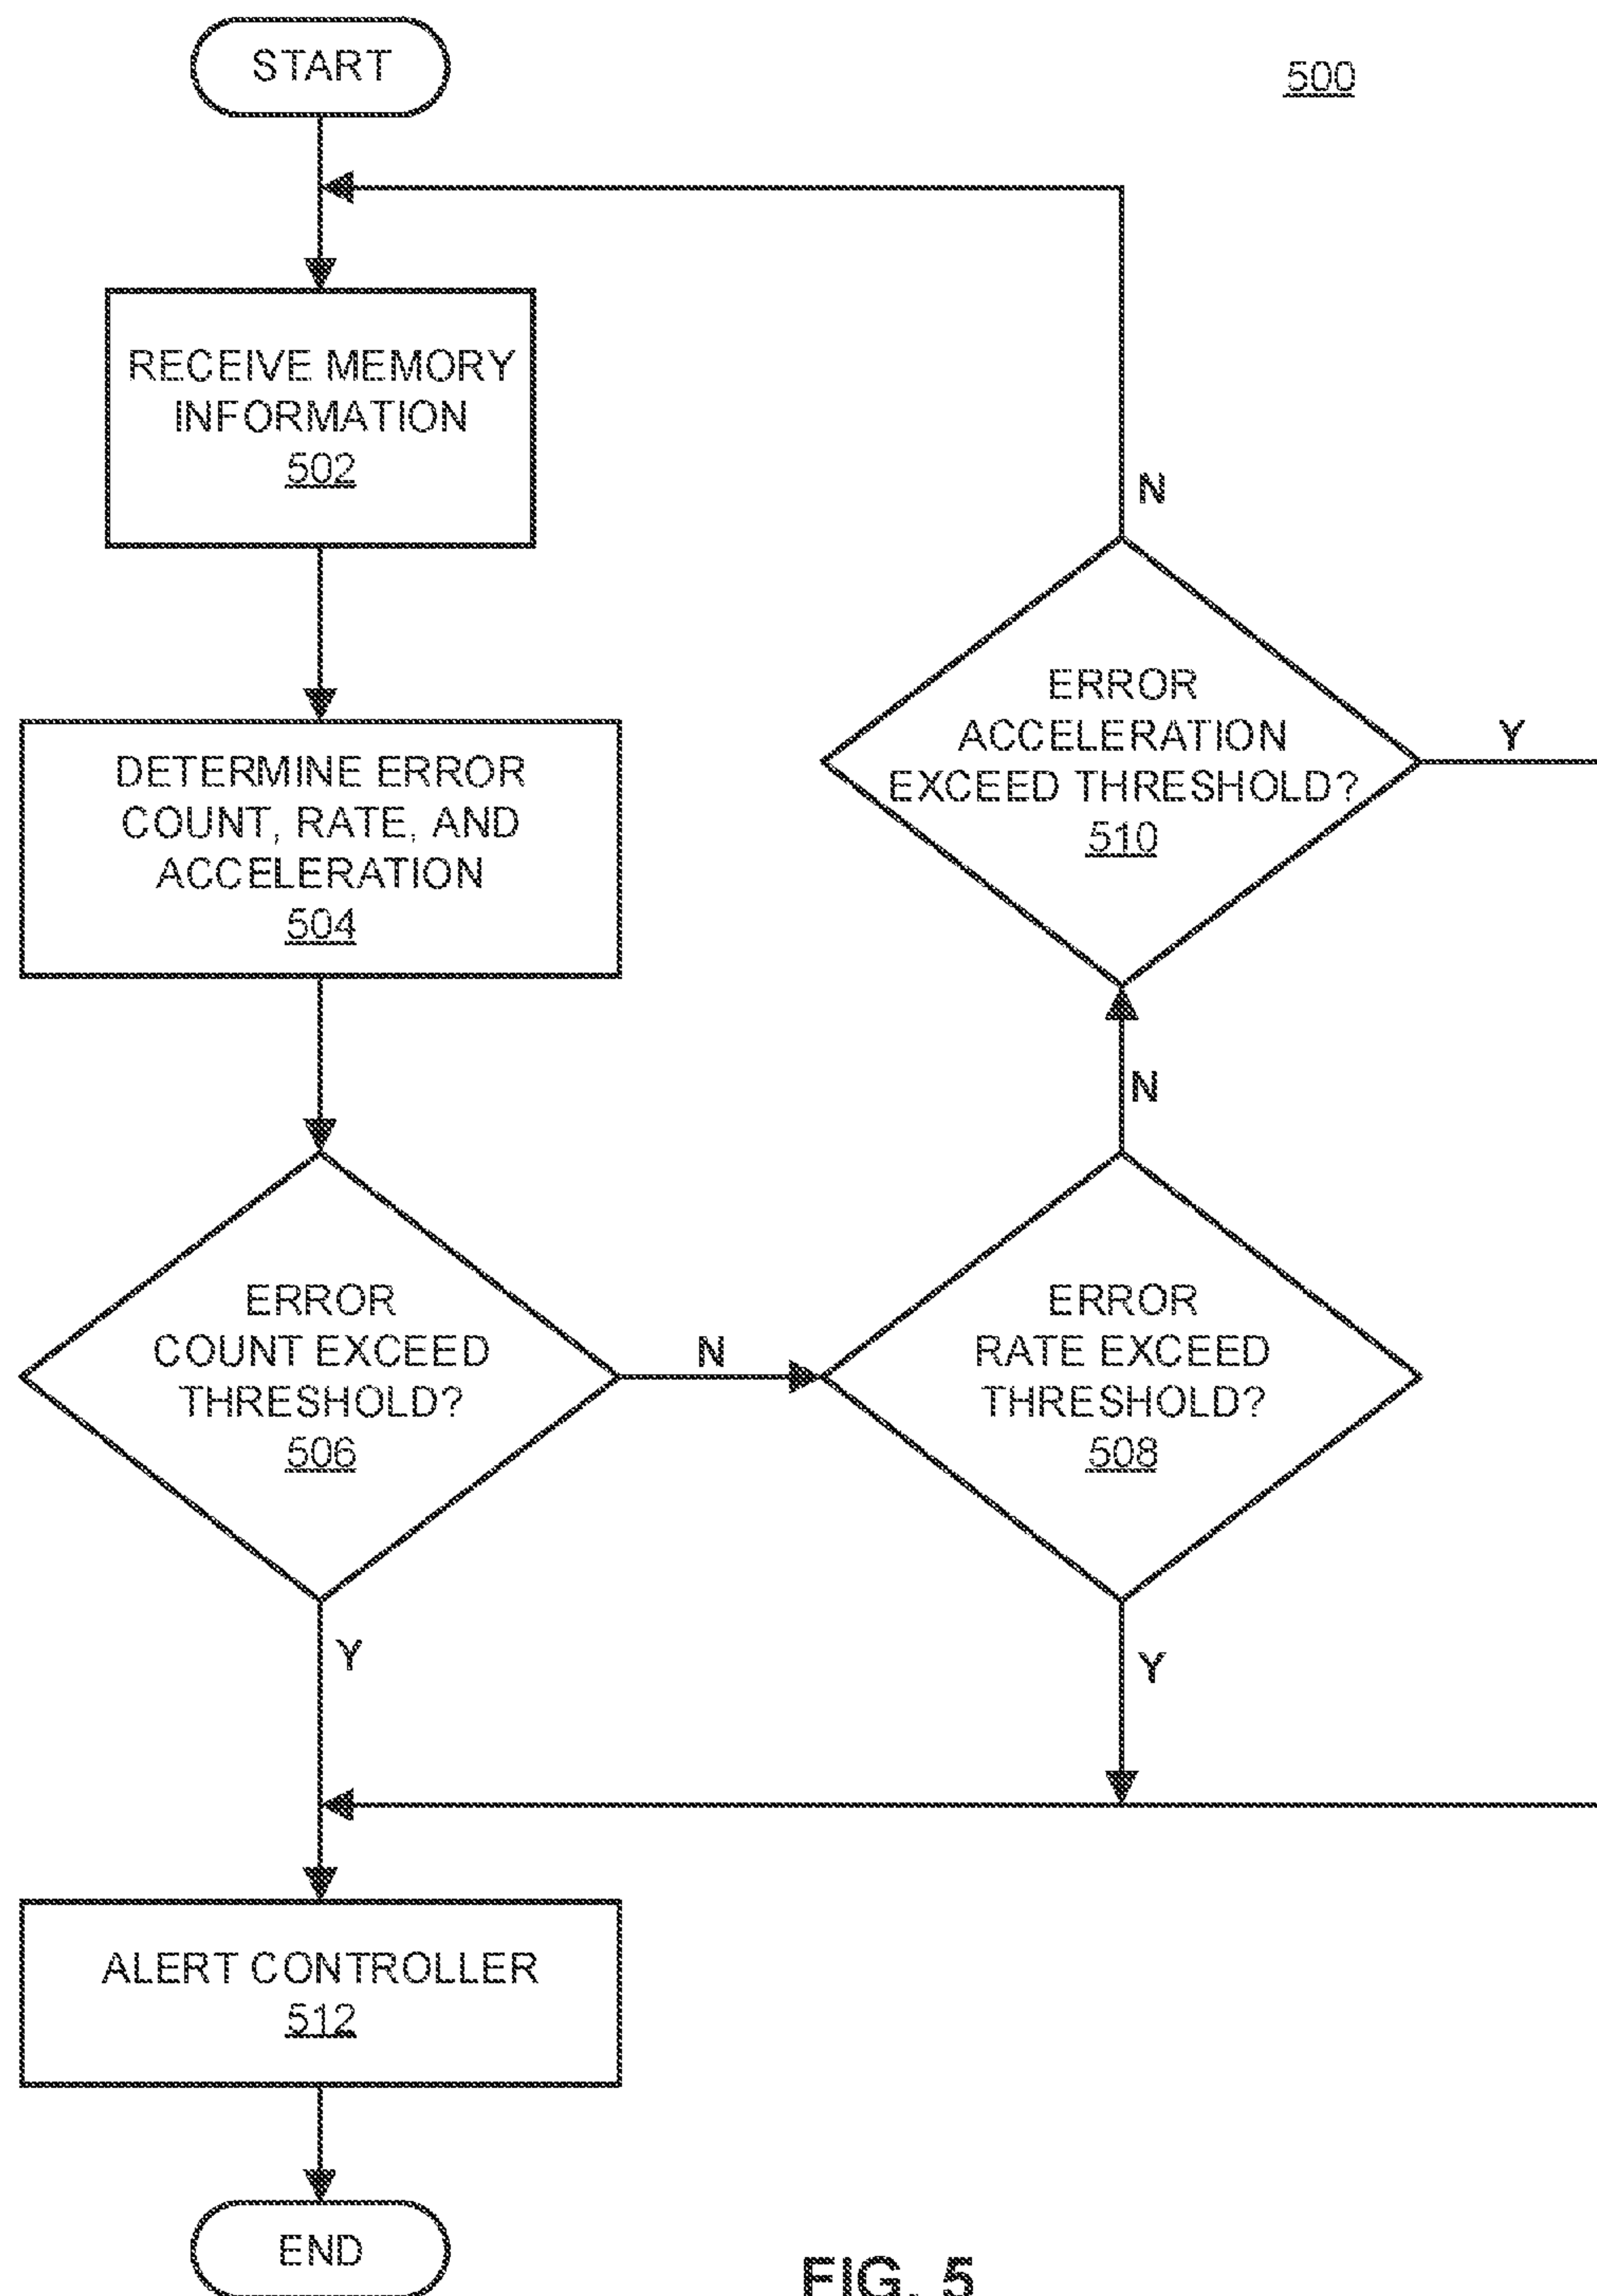 START
500
RECEIVE MEMORY
INFORMATION
502
DETERMINE ERROR
COUNT, RATE, AND
ACCELERATION
504
N
ERROR
ACCELERATION
EXCEED THRESHOLD?
510
Y
N
ERROR
COUNT EXCEED
THRESHOLD?
506
N
ERROR
RATE EXCEED
THRESHOLD?
508
Y
Y
ALERT CONTROLLER
512
END
FIG. 5